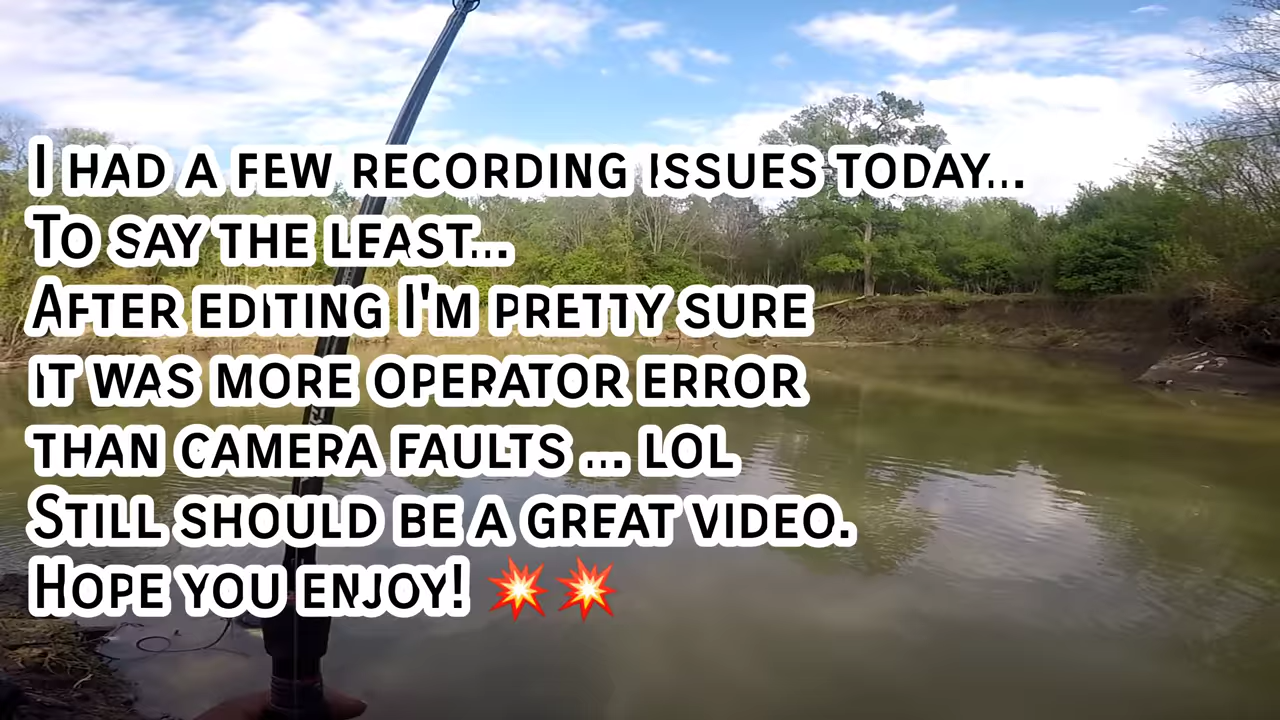 I had a few recording issues today...
To say the least...
After editing I'm pretty sure
it was more operator error
than camera faults ... lol
Still should be a great video.
Hope you enjoy! 💥💥